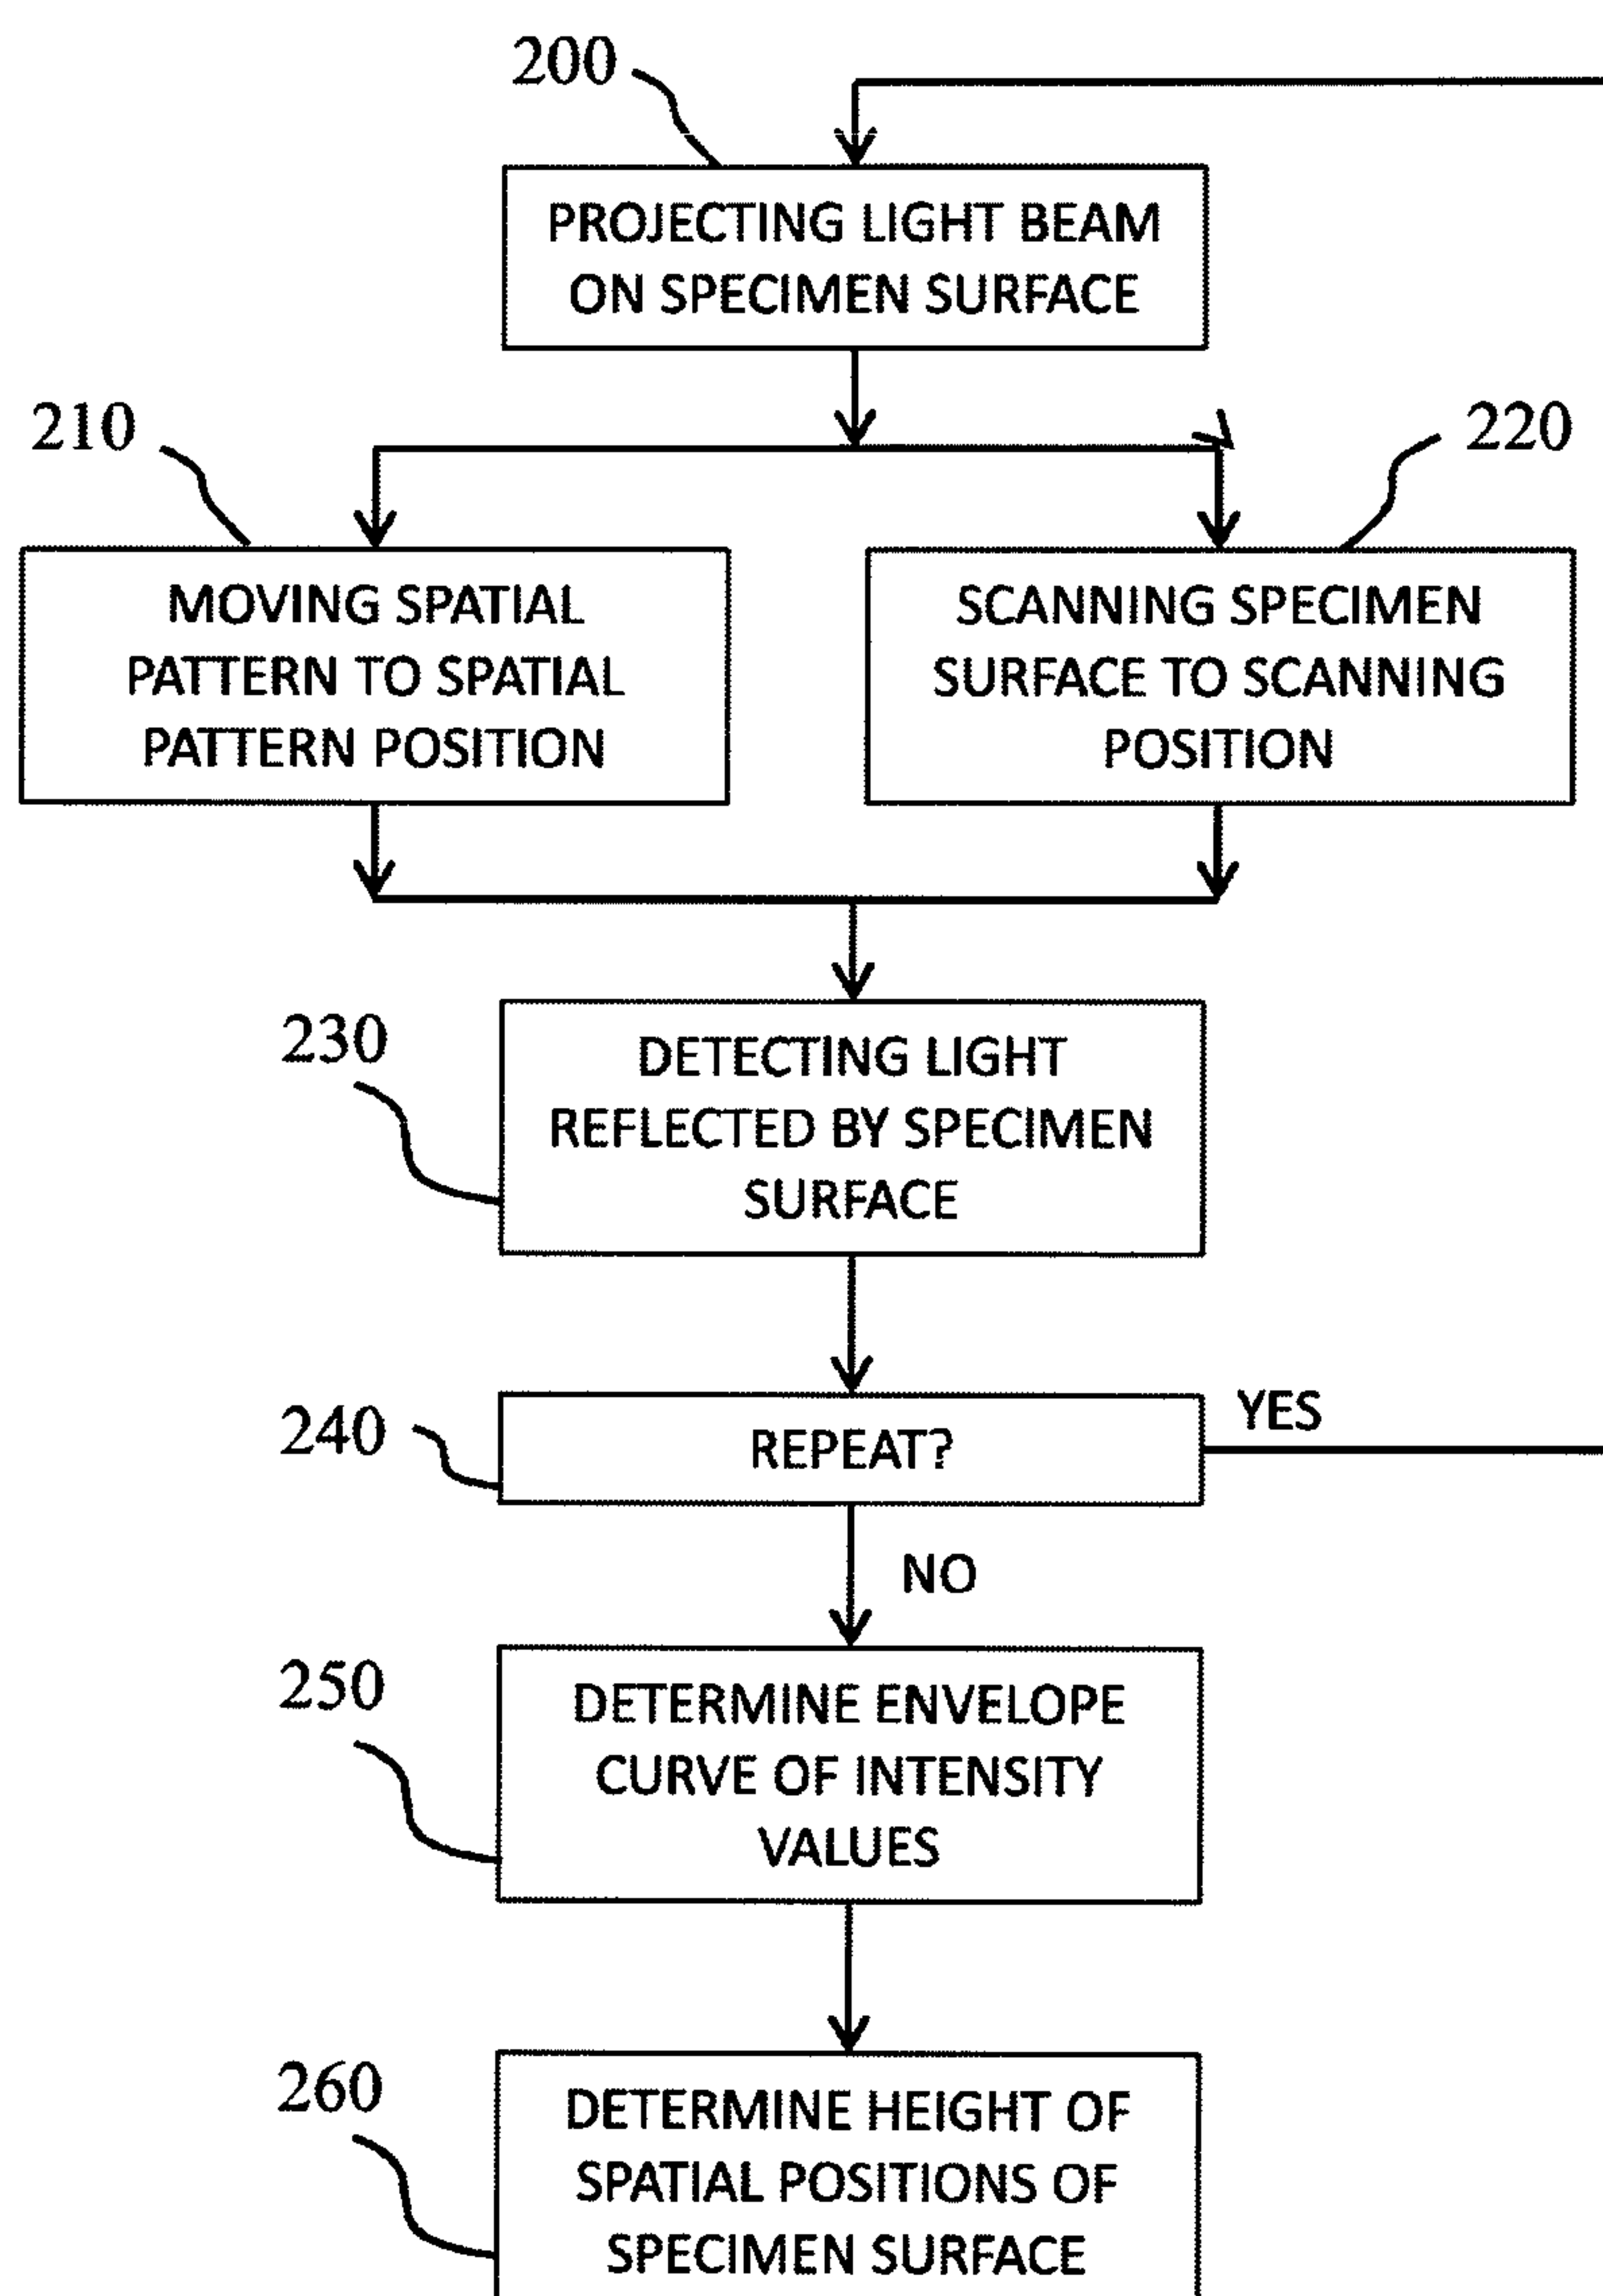 200
PROJECTING LIGHT BEAM
ON SPECIMEN SURFACE
210
220
MOVING SPATIAL
PATTERN TO SPATIAL
PATTERN POSITION
SCANNING SPECIMEN
SURFACE TO SCANNING
POSITION
230
DETECTING LIGHT
REFLECTED BY SPECIMEN
SURFACE
240
REPEAT?
YES
NO
250
DETERMINE ENVELOPE
CURVE OF INTENSITY
VALUES
260
DETERMINE HEIGHT OF
SPATIAL POSITIONS OF
SPECIMEN SURFACE